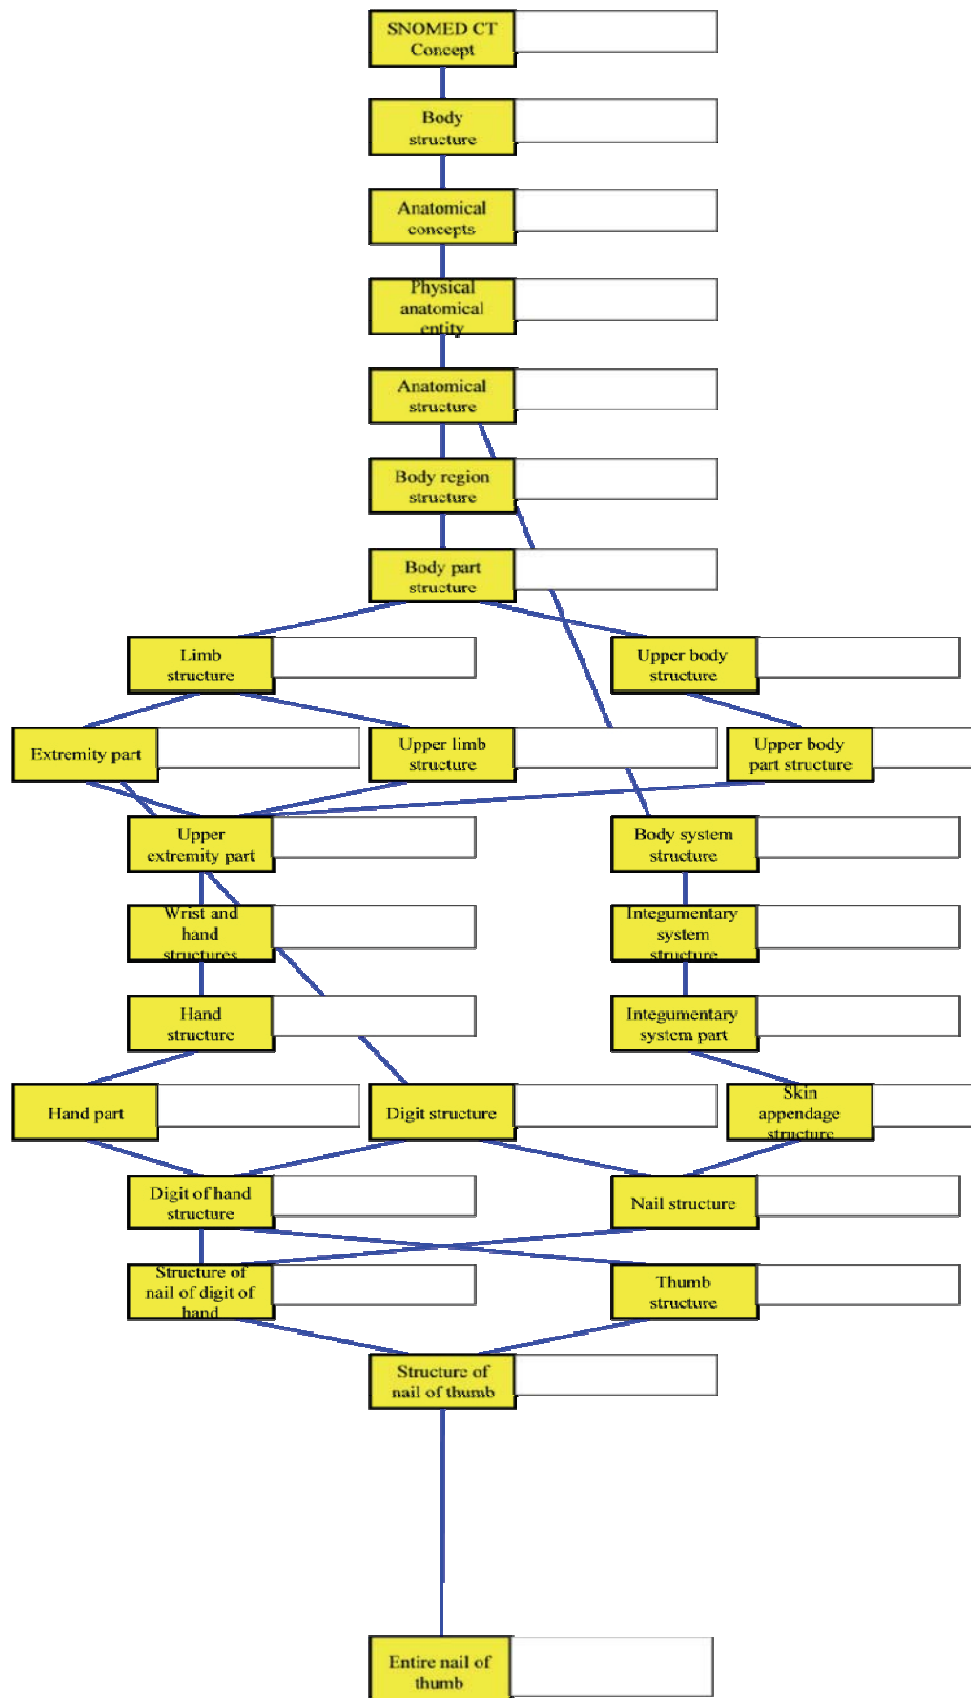 SNOMED CT
Concept
Body
structure
Anatomical
concepts
Physical
anatomical
entity
Anatomical
structure
Body region
structure
Body part
structure
Limb
structure
Upper body
structure
Extremity part
Upper limb
structure
Upper body
part structure
Upper
extremity part
Body system
structure
Wrist and
hand
structures
Integumentary
system
structure
Hand
structure
Integumentary
system part
Hand part
Digit structure
Skin
appendage
structure
Digit of hand
structure
Nail structure
Structure of
nail of digit of
hand
Thumb
structure
Structure of
nail of thumb
Entire nail of
thumb